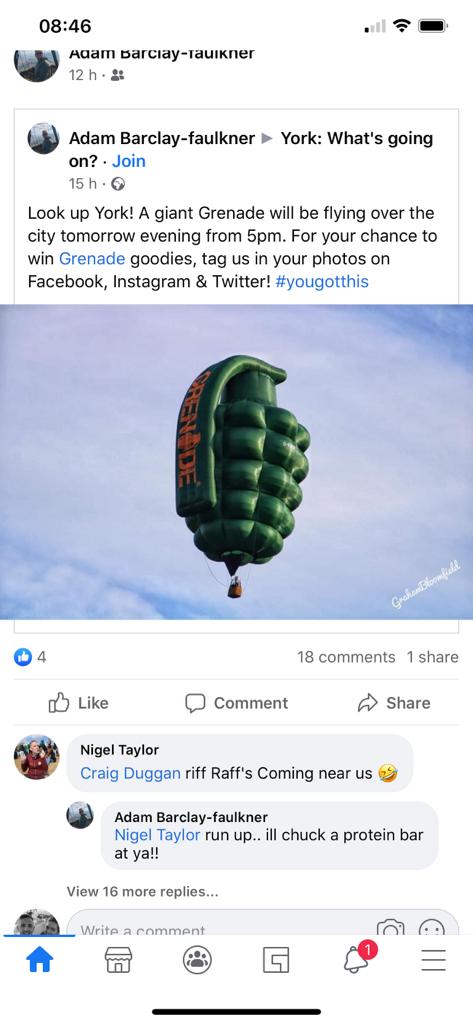 08:46
Adam Barclay-faulkner
12 h ·
Adam Barclay-faulkner ▶ York: What's going
on? · Join
15 h ·
Look up York! A giant Grenade will be flying over the
city tomorrow evening from 5pm. For your chance to
win Grenade goodies, tag us in your photos on
Facebook, Instagram & Twitter! #yougotthis
GRENADE
GrahamBloomfield
4
18 comments 1 share
Like Comment Share
Nigel Taylor
Craig Duggan riff Raff's Coming near us 🤣
Adam Barclay-faulkner
Nigel Taylor run up.. ill chuck a protein bar
at ya!!
View 16 more replies...
Write a comment
1